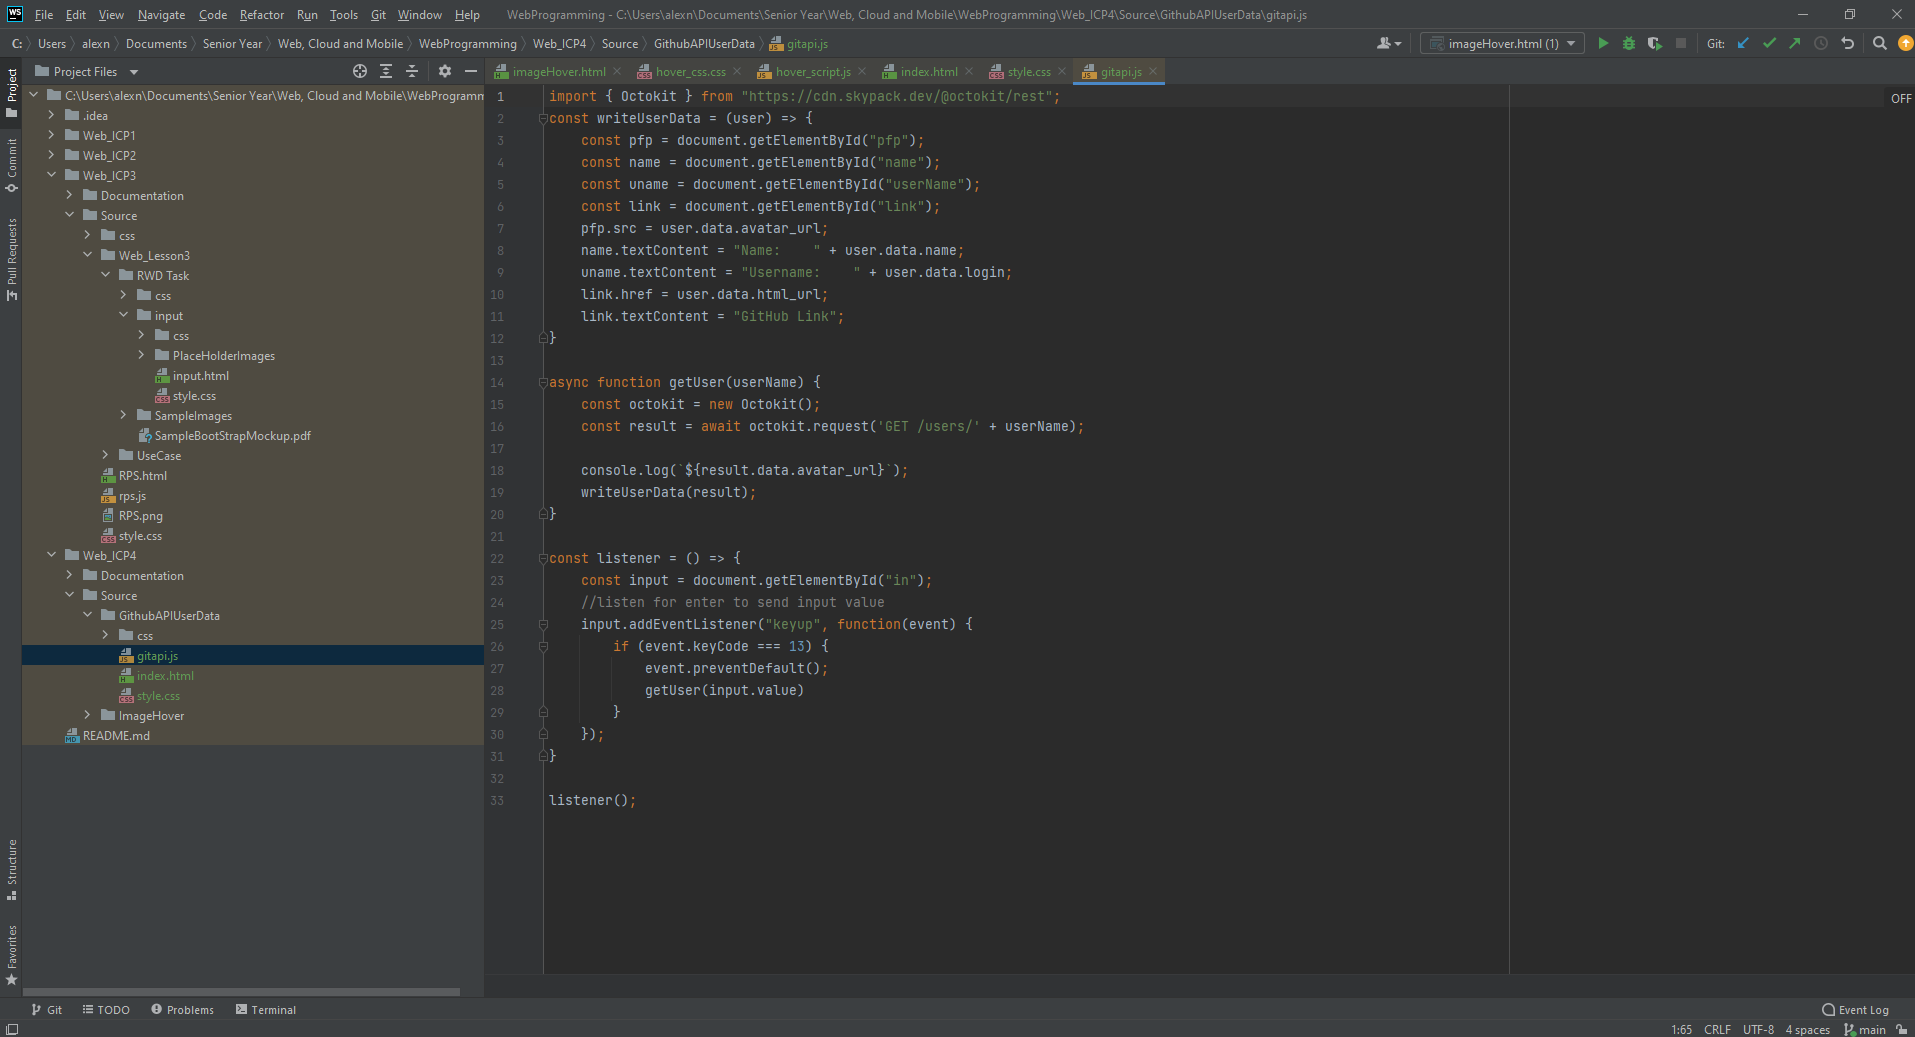 WS File Edit View Navigate Code Refactor Run Tools Git Window Help WebProgramming - C:\Users\alexn\Documents\Senior Year\Web, Cloud and Mobile\WebProgramming\Web_ICP4\Source\GithubAPIUserData\gitapi.js
C: Users alexn Documents Senior Year Web, Cloud and Mobile WebProgramming Web_ICP4 Source GithubAPIUserData gitapi.js imageHover.html (1) Git:
Project Files
imageHover.html hover_css.css hover_script.js index.html style.css gitapi.js
Project
Commit
Pull Requests
Structure
Favorites
C:\Users\alexn\Documents\Senior Year\Web, Cloud and Mobile\WebProgramm
.idea
Web_ICP1
Web_ICP2
Web_ICP3
Documentation
Source
css
Web_Lesson3
RWD Task
css
input
css
PlaceHolderImages
input.html
style.css
SampleImages
SampleBootStrapMockup.pdf
UseCase
RPS.html
rps.js
RPS.png
style.css
Web_ICP4
Documentation
Source
GithubAPIUserData
css
gitapi.js
index.html
style.css
ImageHover
README.md
OFF
1 import { Octokit } from "https://cdn.skypack.dev/@octokit/rest";
2 const writeUserData = (user) => {
3 const pfp = document.getElementById("pfp");
4 const name = document.getElementById("name");
5 const uname = document.getElementById("userName");
6 const link = document.getElementById("link");
7 pfp.src = user.data.avatar_url;
8 name.textContent = "Name:    " + user.data.name;
9 uname.textContent = "Username:    " + user.data.login;
10 link.href = user.data.html_url;
11 link.textContent = "GitHub Link";
12 }
13
14 async function getUser(userName) {
15 const octokit = new Octokit();
16 const result = await octokit.request('GET /users/' + userName);
17
18 console.log(`${result.data.avatar_url}`);
19 writeUserData(result);
20 }
21
22 const listener = () => {
23 const input = document.getElementById("in");
24 //listen for enter to send input value
25 input.addEventListener("keyup", function(event) {
26 if (event.keyCode === 13) {
27 event.preventDefault();
28 getUser(input.value)
29 }
30 });
31 }
32
33 listener();
Git TODO Problems Terminal Event Log
1:65 CRLF UTF-8 4 spaces main